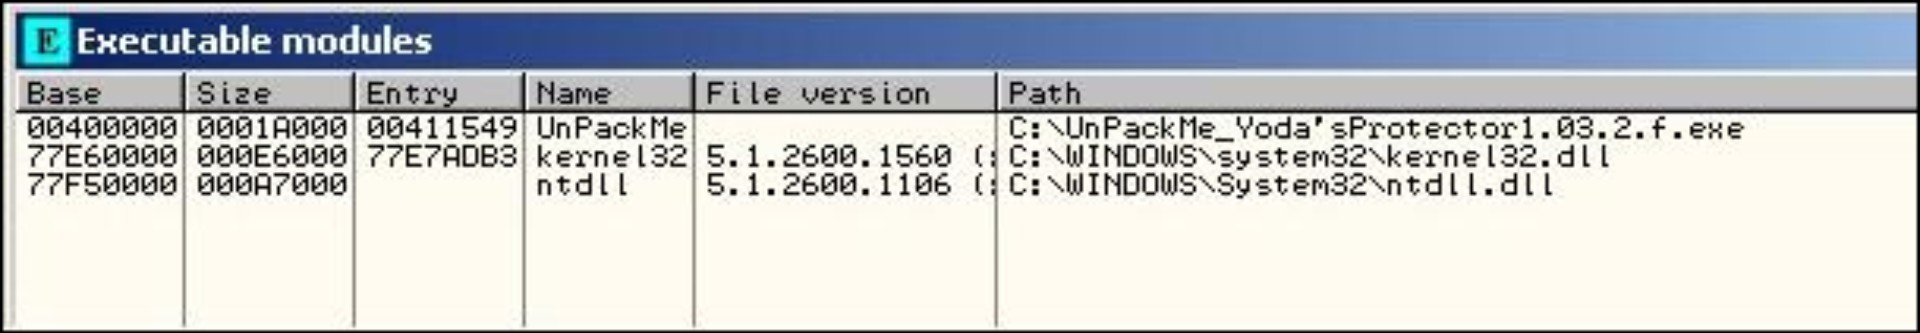 E Executable modules
Base Size Entry Name File version Path
00400000 0001A000 00411549 UnPackMe C:\UnPackMe_Yoda'sProtector1.03.2.f.exe
77E60000 000E6000 77E7ADB3 kernel32 5.1.2600.1560 (: C:\WINDOWS\system32\kernel32.dll
77F50000 000A7000 ntdll 5.1.2600.1106 (: C:\WINDOWS\System32\ntdll.dll